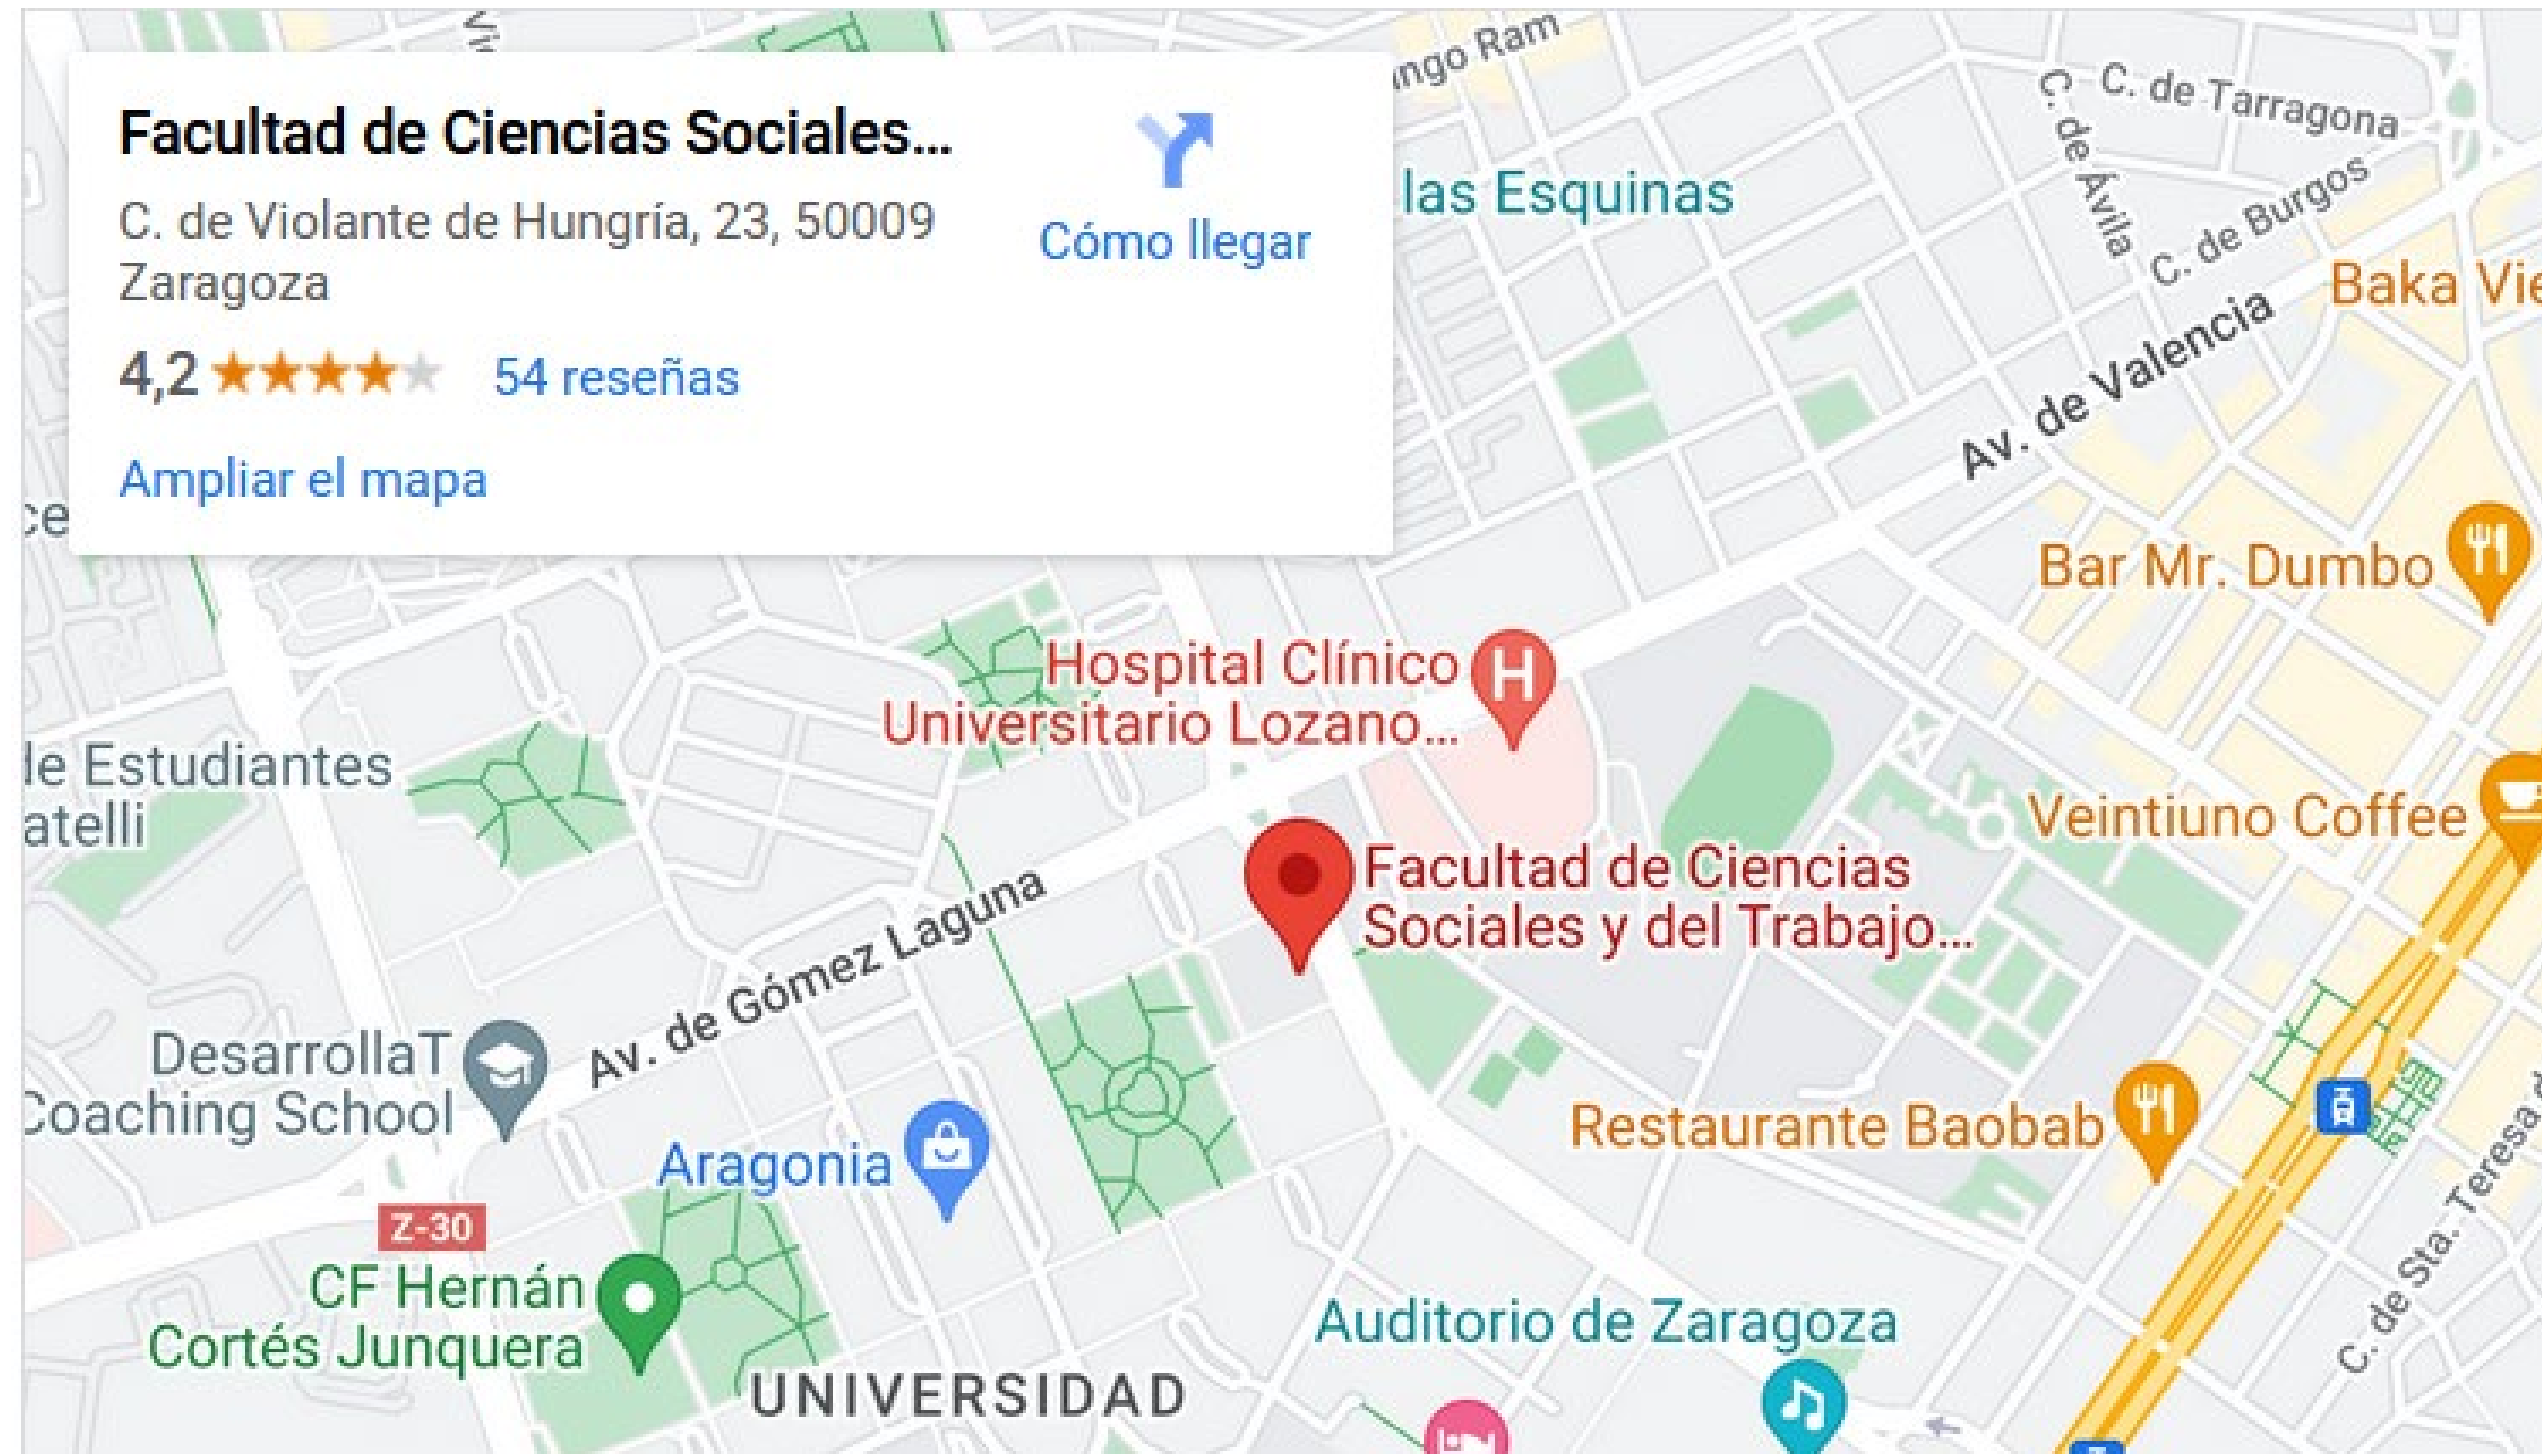 Facultad de Ciencias Sociales...
C. de Violante de Hungría, 23, 50009
Zaragoza
4,2
54 reseñas
Ampliar el mapa
Cómo llegar
C. de Tarragona
C. de Ávila
C. de Burgos
las Esquinas
Baka
Av. de Valencia
Bar Mr. Dumbo
Hospital Clínico
Universitario Lozano...
H
de Estudiantes
Veintiuno Coffee
Facultad de Ciencias
Sociales y del Trabajo...
Av. de Gómez Laguna
DesarrollaT
Coaching School
Aragonia
Restaurante Baobab
Z-30
CF Hernán
Cortés Junquera
Auditorio de Zaragoza
C. de Sta. Teresa
UNIVERSIDAD